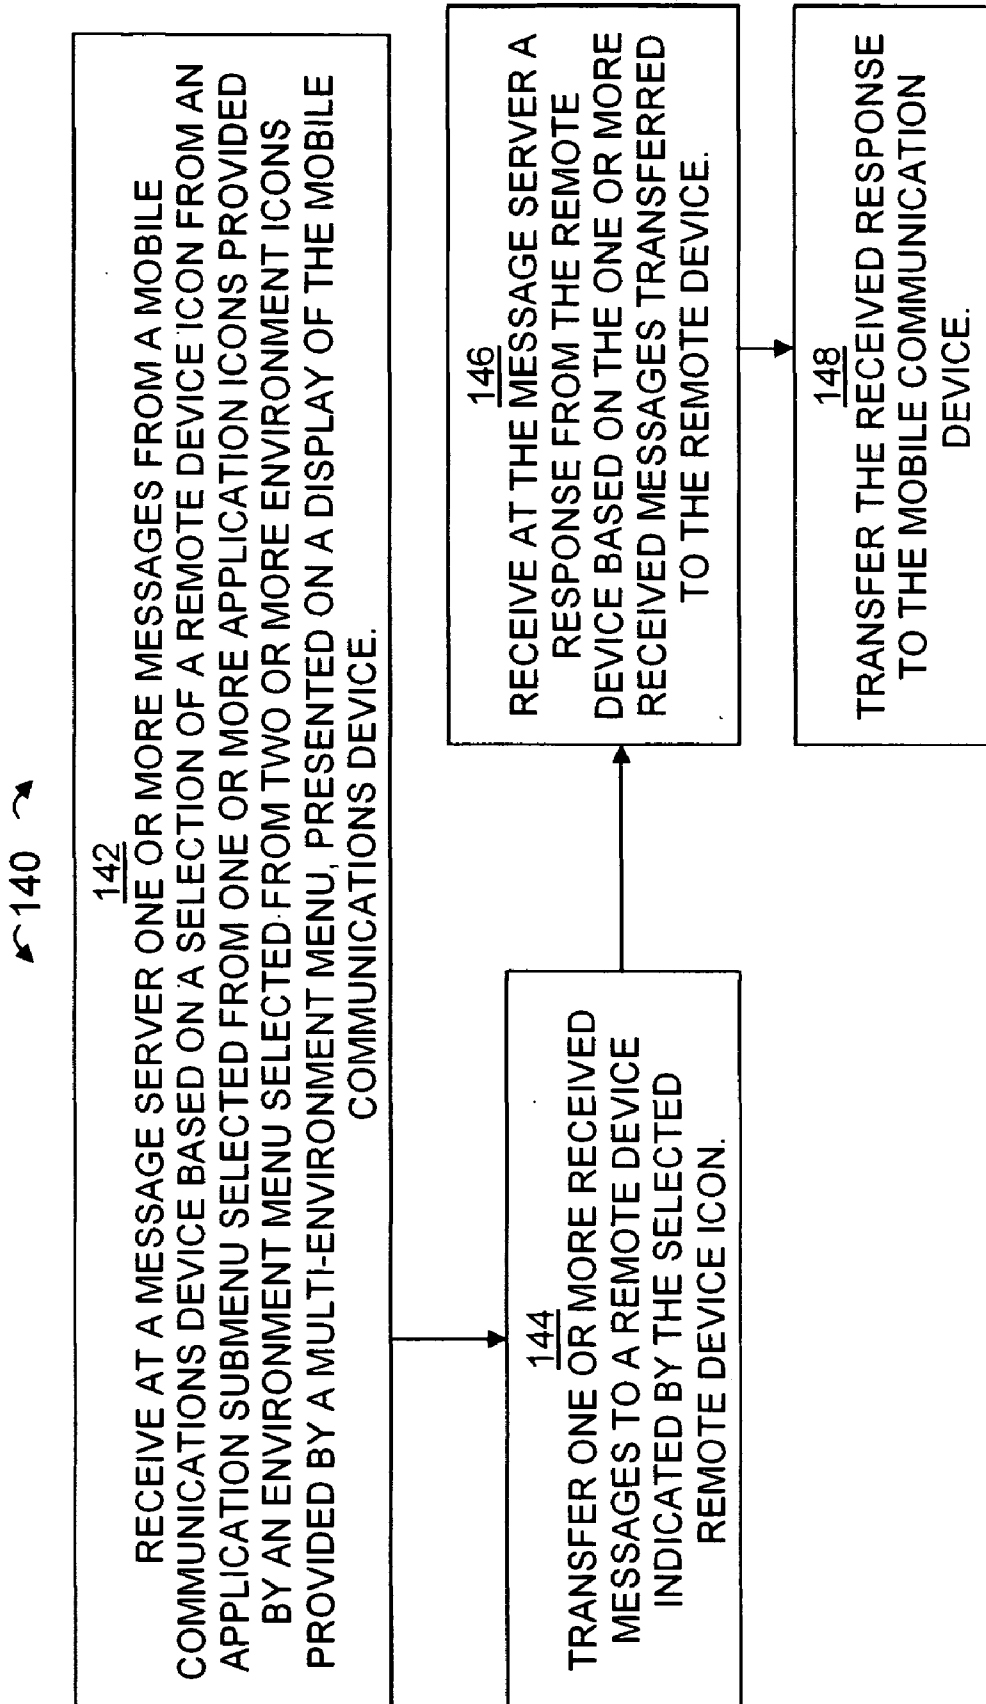 140
142
RECEIVE AT A MESSAGE SERVER ONE OR MORE MESSAGES FROM A MOBILE
COMMUNICATIONS DEVICE BASED ON A SELECTION OF A REMOTE DEVICE ICON FROM AN
APPLICATION SUBMENU SELECTED FROM ONE OR MORE APPLICATION ICONS PROVIDED
BY AN ENVIRONMENT MENU SELECTED FROM TWO OR MORE ENVIRONMENT ICONS
PROVIDED BY A MULTI-ENVIRONMENT MENU, PRESENTED ON A DISPLAY OF THE MOBILE
COMMUNICATIONS DEVICE.
144
TRANSFER ONE OR MORE RECEIVED
MESSAGES TO A REMOTE DEVICE
INDICATED BY THE SELECTED
REMOTE DEVICE ICON.
146
RECEIVE AT THE MESSAGE SERVER A
RESPONSE FROM THE REMOTE
DEVICE BASED ON THE ONE OR MORE
RECEIVED MESSAGES TRANSFERRED
TO THE REMOTE DEVICE.
148
TRANSFER THE RECEIVED RESPONSE
TO THE MOBILE COMMUNICATION
DEVICE.